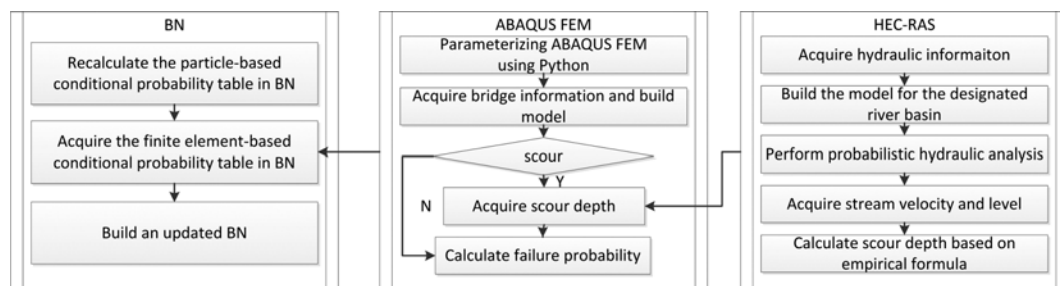 BN
Recalculate the particle-based
conditional probability table in BN
Acquire the finite element-based
conditional probability table in BN
Build an updated BN
ABAQUS FEM
Parameterizing ABAQUS FEM
using Python
Acquire bridge information and build
model
scour
Y
N
Acquire scour depth
Calculate failure probability
HEC-RAS
Acquire hydraulic informaiton
Build the model for the designated
river basin
Perform probabilistic hydraulic analysis
Acquire stream velocity and level
Calculate scour depth based on
empirical formula